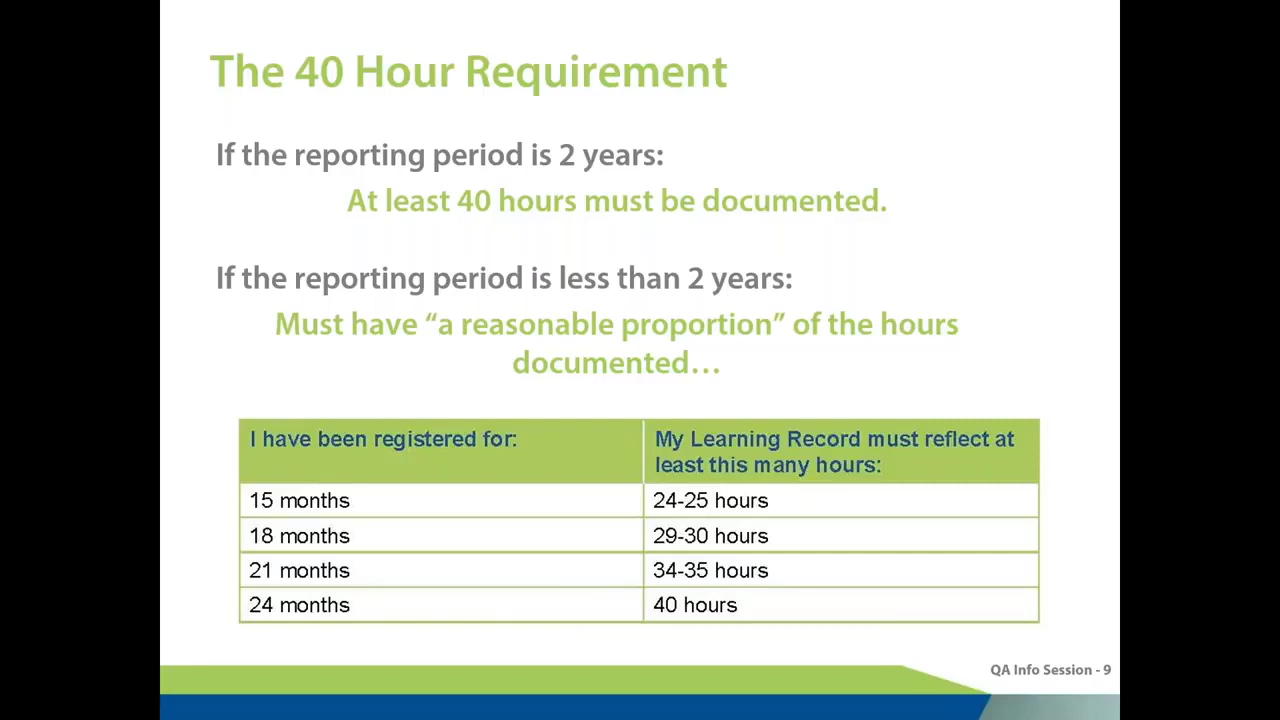 The 40 Hour Requirement
If the reporting period is 2 years:
At least 40 hours must be documented.
If the reporting period is less than 2 years:
Must have “a reasonable proportion” of the hours
documented…
I have been registered for:
My Learning Record must reflect at
least this many hours:
15 months
24-25 hours
18 months
29-30 hours
21 months
34-35 hours
24 months
40 hours
QA Info Session - 9